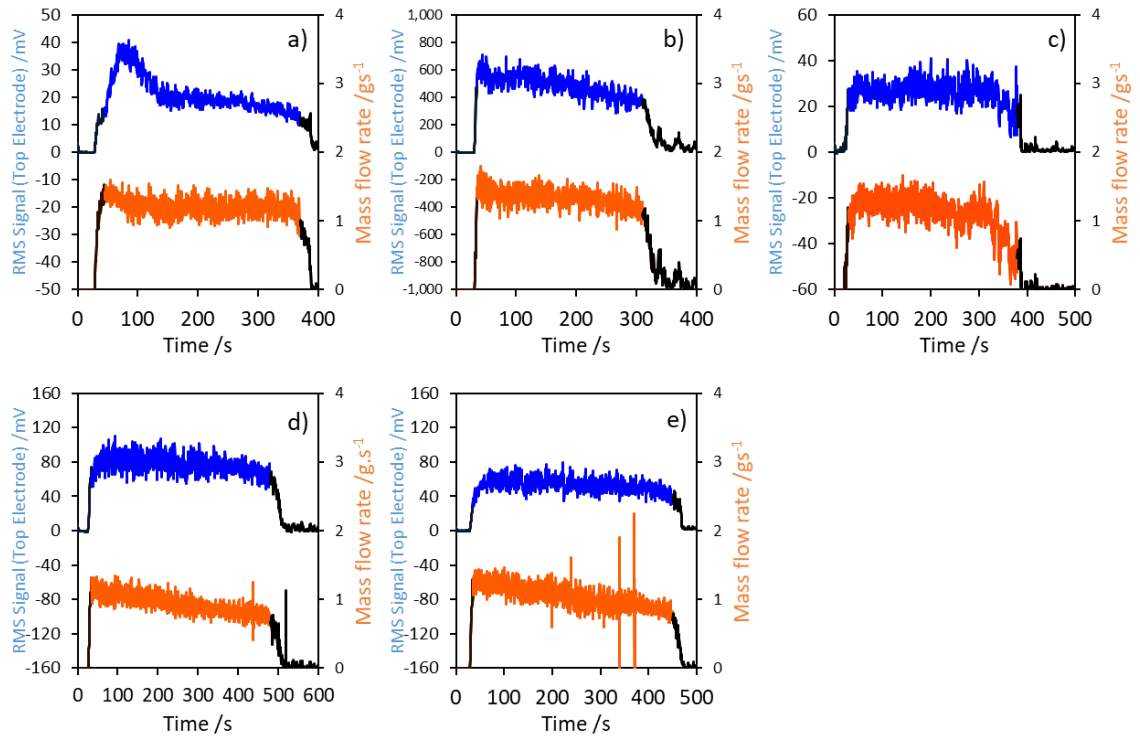 a)
RMS Signal (Top Electrode) /mV
50
40
30
20
10
0
-10
-20
-30
-40
-50
4
3
2
1
0
Mass flow rate /gs⁻¹
0 100 200 300 400
Time /s
b)
RMS Signal (Top Electrode) /mV
1,000
800
600
400
200
0
-200
-400
-600
-800
-1,000
4
3
2
1
0
Mass flow rate /gs⁻¹
0 100 200 300 400
Time /s
c)
RMS Signal (Top Electrode) /mV
60
40
20
0
-20
-40
-60
4
3
2
1
0
Mass flow rate /gs⁻¹
0 100 200 300 400 500
Time /s
d)
RMS Signal (Top Electrode) /mV
160
120
80
40
0
-40
-80
-120
-160
4
3
2
1
0
Mass flow rate /g.s⁻¹
0 100 200 300 400 500 600
Time /s
e)
RMS Signal (Top Electrode) /mV
160
120
80
40
0
-40
-80
-120
-160
4
3
2
1
0
Mass flow rate /gs⁻¹
0 100 200 300 400 500
Time /s